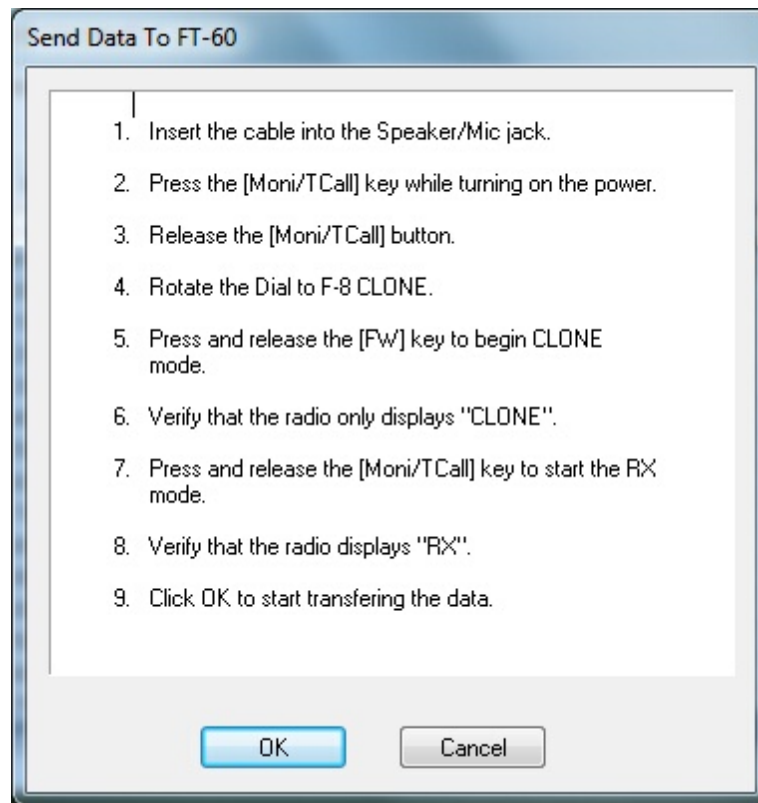 Send Data To FT-60
1. Insert the cable into the Speaker/Mic jack.
2. Press the [Moni/TCall] key while turning on the power.
3. Release the [Moni/TCall] button.
4. Rotate the Dial to F-8 CLONE.
5. Press and release the [FW] key to begin CLONE
mode.
6. Verify that the radio only displays "CLONE".
7. Press and release the [Moni/TCall] key to start the RX
mode.
8. Verify that the radio displays "RX".
9. Click OK to start transfering the data.
OK
Cancel